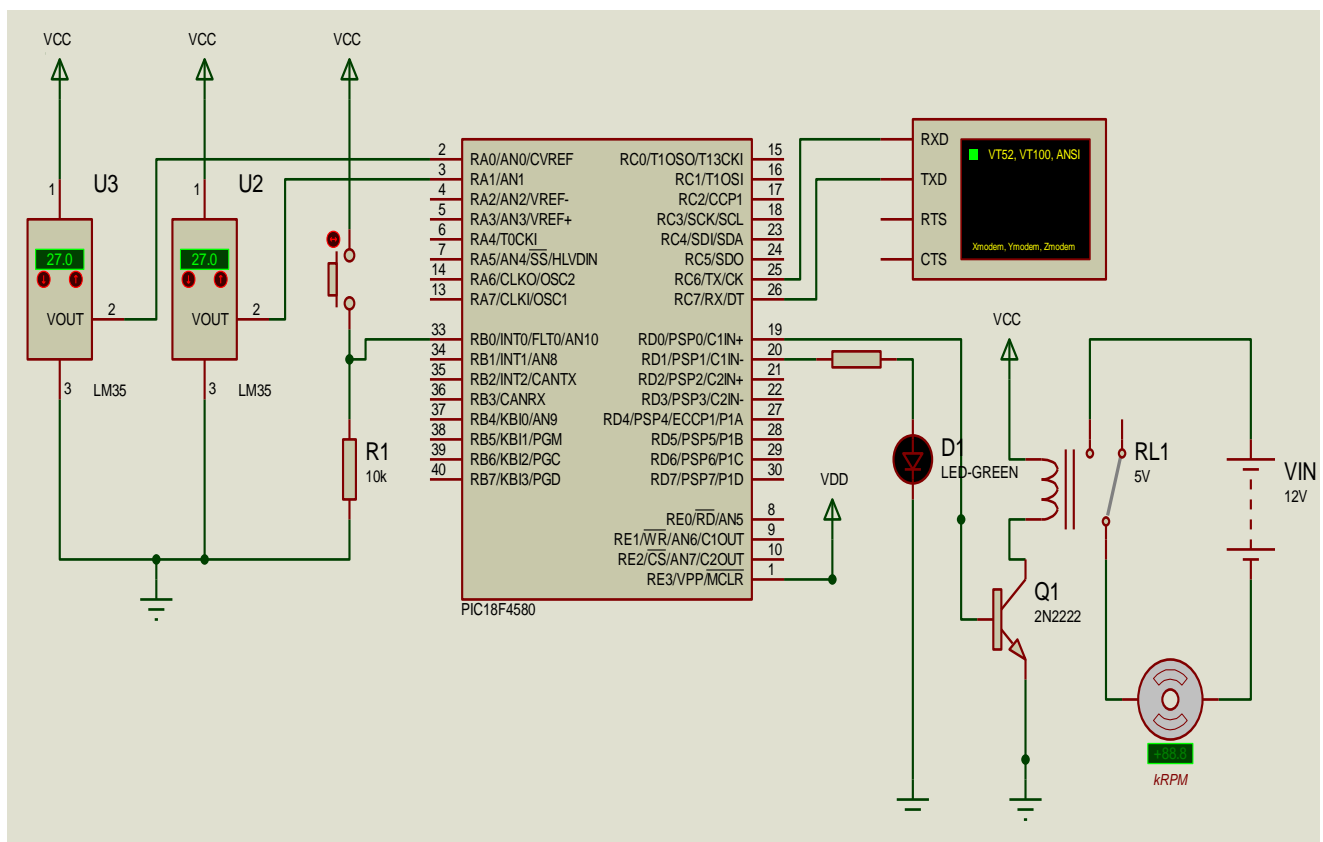 VCC
VCC
VCC
U3
1
27.0
VOUT
2
3
LM35
U2
1
27.0
VOUT
2
3
LM35
R1
10k
2 RA0/AN0/CVREF
3 RA1/AN1
4 RA2/AN2/VREF-
5 RA3/AN3/VREF+
6 RA4/T0CKI
7 RA5/AN4/SS/HLVDIN
14 RA6/CLKO/OSC2
13 RA7/CLKI/OSC1
33 RB0/INT0/FLT0/AN10
34 RB1/INT1/AN8
35 RB2/INT2/CANTX
36 RB3/CANRX
37 RB4/KBI0/AN9
38 RB5/KBI1/PGM
39 RB6/KBI2/PGC
40 RB7/KBI3/PGD
RC0/T1OSO/T13CKI 15
RC1/T1OSI 16
RC2/CCP1 17
RC3/SCK/SCL 18
RC4/SDI/SDA 23
RC5/SDO 24
RC6/TX/CK 25
RC7/RX/DT 26
RD0/PSP0/C1IN+ 19
RD1/PSP1/C1IN- 20
RD2/PSP2/C2IN+ 21
RD3/PSP3/C2IN- 22
RD4/PSP4/ECCP1/P1A 27
RD5/PSP5/P1B 28
RD6/PSP6/P1C 29
RD7/PSP7/P1D 30
RE0/RD/AN5 8
RE1/WR/AN6/C1OUT 9
RE2/CS/AN7/C2OUT 10
RE3/VPP/MCLR 1
PIC18F4580
RXD
TXD
RTS
CTS
VT52, VT100, ANSI
Xmodem, Ymodem, Zmodem
VDD
D1
LED-GREEN
VCC
RL1
5V
VIN
12V
Q1
2N2222
+88.8
kRPM